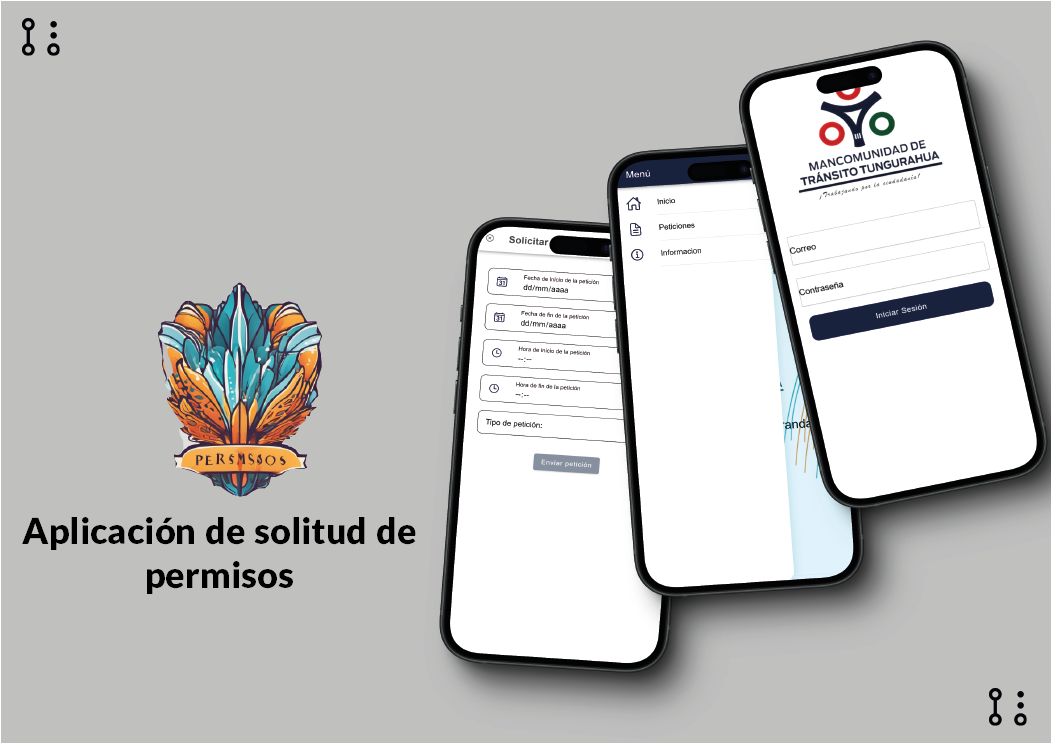 PERMSSOS
Aplicación de solitud de
permisos
Solicitar
Fecha de inicio de la petición
dd/mm/aaaa
Fecha de fin de la petición
dd/mm/aaaa
Hora de inicio de la petición
--:--
Hora de fin de la petición
--:--
Tipo de petición:
Enviar petición
Menú
Inicio
Peticiones
Informacion
MANCOMUNIDAD DE
TRÁNSITO TUNGURAHUA
¡Trabajando por la ciudadanía!
Correo
Contraseña
Iniciar Sesión